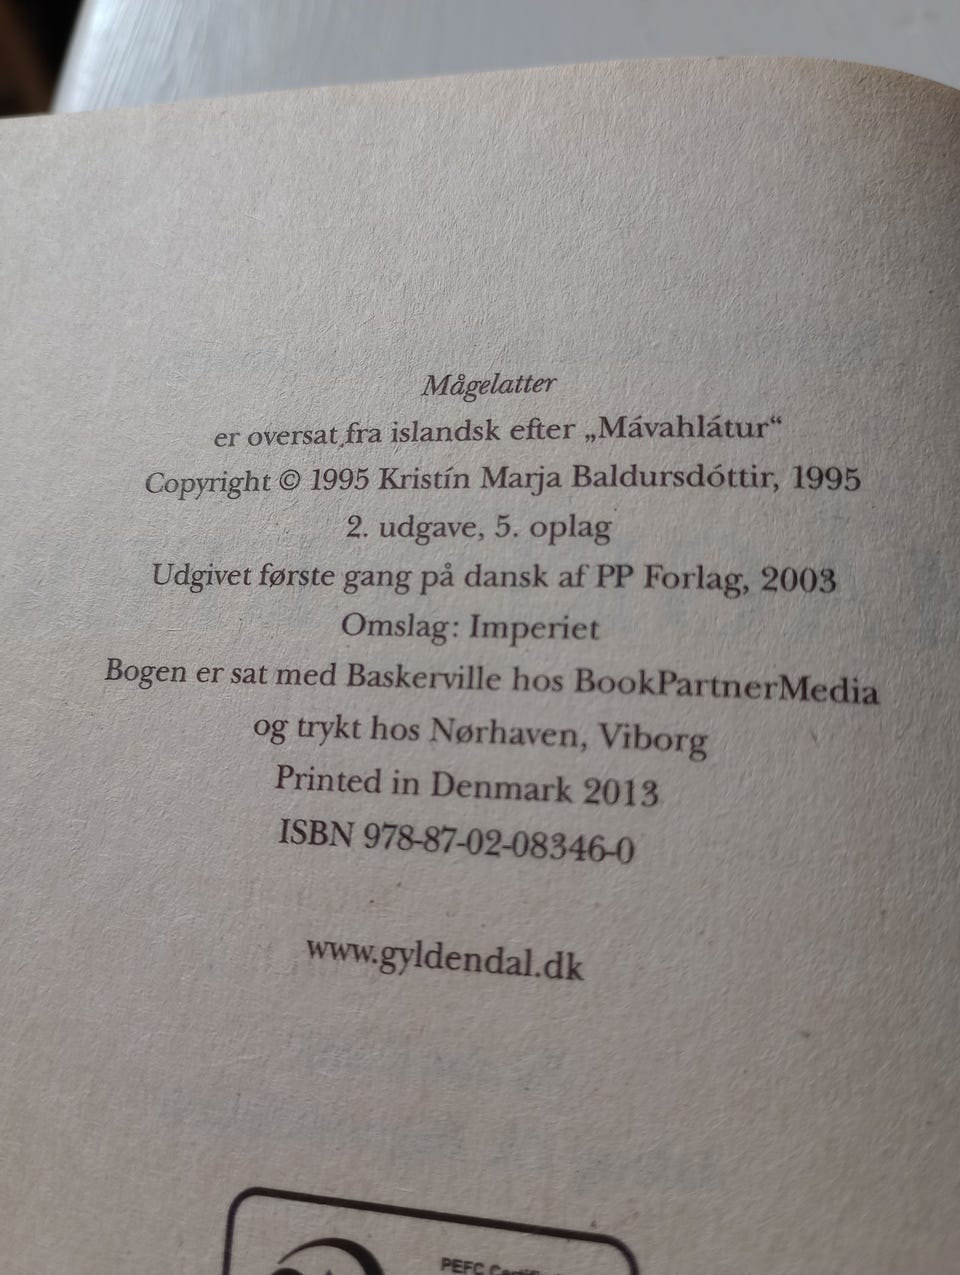 Mågelatter
er oversat fra islandsk efter „Mávahlátur“
Copyright © 1995 Kristín Marja Baldursdóttir, 1995
2. udgave, 5. oplag
Udgivet første gang på dansk af PP Forlag, 2003
Omslag: Imperiet
Bogen er sat med Baskerville hos BookPartnerMedia
og trykt hos Nørhaven, Viborg
Printed in Denmark 2013
ISBN 978-87-02-08346-0
www.gyldendal.dk
PEFC